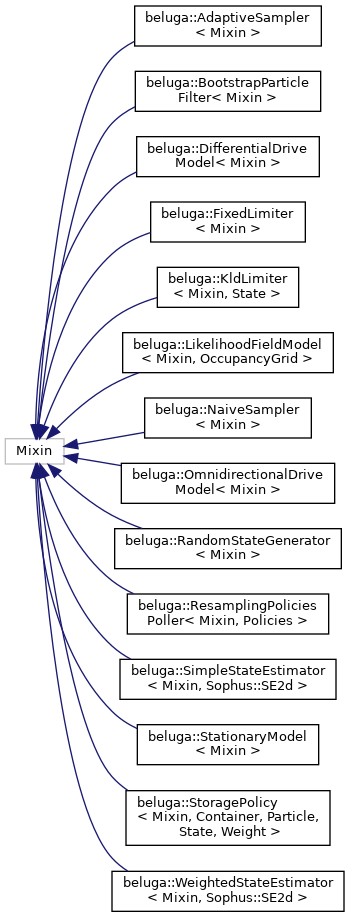 beluga::AdaptiveSampler
< Mixin >
beluga::BootstrapParticle
Filter< Mixin >
beluga::DifferentialDrive
Model< Mixin >
beluga::FixedLimiter
< Mixin >
beluga::KldLimiter
< Mixin, State >
beluga::LikelihoodFieldModel
< Mixin, OccupancyGrid >
beluga::NaiveSampler
< Mixin >
Mixin
beluga::OmnidirectionalDrive
Model< Mixin >
beluga::RandomStateGenerator
< Mixin >
beluga::ResamplingPolicies
Poller< Mixin, Policies >
beluga::SimpleStateEstimator
< Mixin, Sophus::SE2d >
beluga::StationaryModel
< Mixin >
beluga::StoragePolicy
< Mixin, Container, Particle,
State, Weight >
beluga::WeightedStateEstimator
< Mixin, Sophus::SE2d >